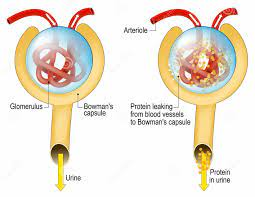 Arteriole
Glomerulus
Bowman's
capsule
Protein leaking
from blood vessels
to Bowman's capsule
Urine
Protein
in urine